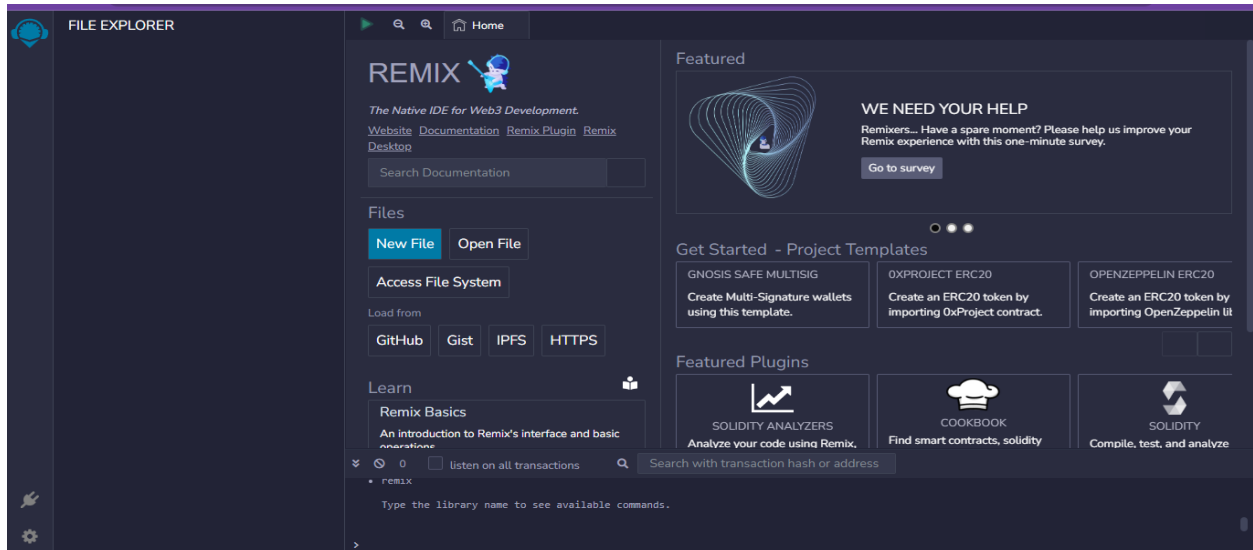 FILE EXPLORER
Home
REMIX
The Native IDE for Web3 Development.
Website Documentation Remix Plugin Remix
Desktop
Search Documentation
Files
New File Open File
Access File System
Load from
GitHub Gist IPFS HTTPS
Learn
Remix Basics
An introduction to Remix's interface and basic
operations
Featured
WE NEED YOUR HELP
Remixers... Have a spare moment? Please help us improve your
Remix experience with this one-minute survey.
Go to survey
Get Started - Project Templates
GNOSIS SAFE MULTISIG
Create Multi-Signature wallets
using this template.
0XPROJECT ERC20
Create an ERC20 token by
importing 0xProject contract.
OPENZEPPELIN ERC20
Create an ERC20 token by
importing OpenZeppelin lib
Featured Plugins
SOLIDITY ANALYZERS
Analyze your code using Remix,
COOKBOOK
Find smart contracts, solidity
SOLIDITY
Compile, test, and analyze
0 listen on all transactions Search with transaction hash or address
• remix
Type the library name to see available commands.
>